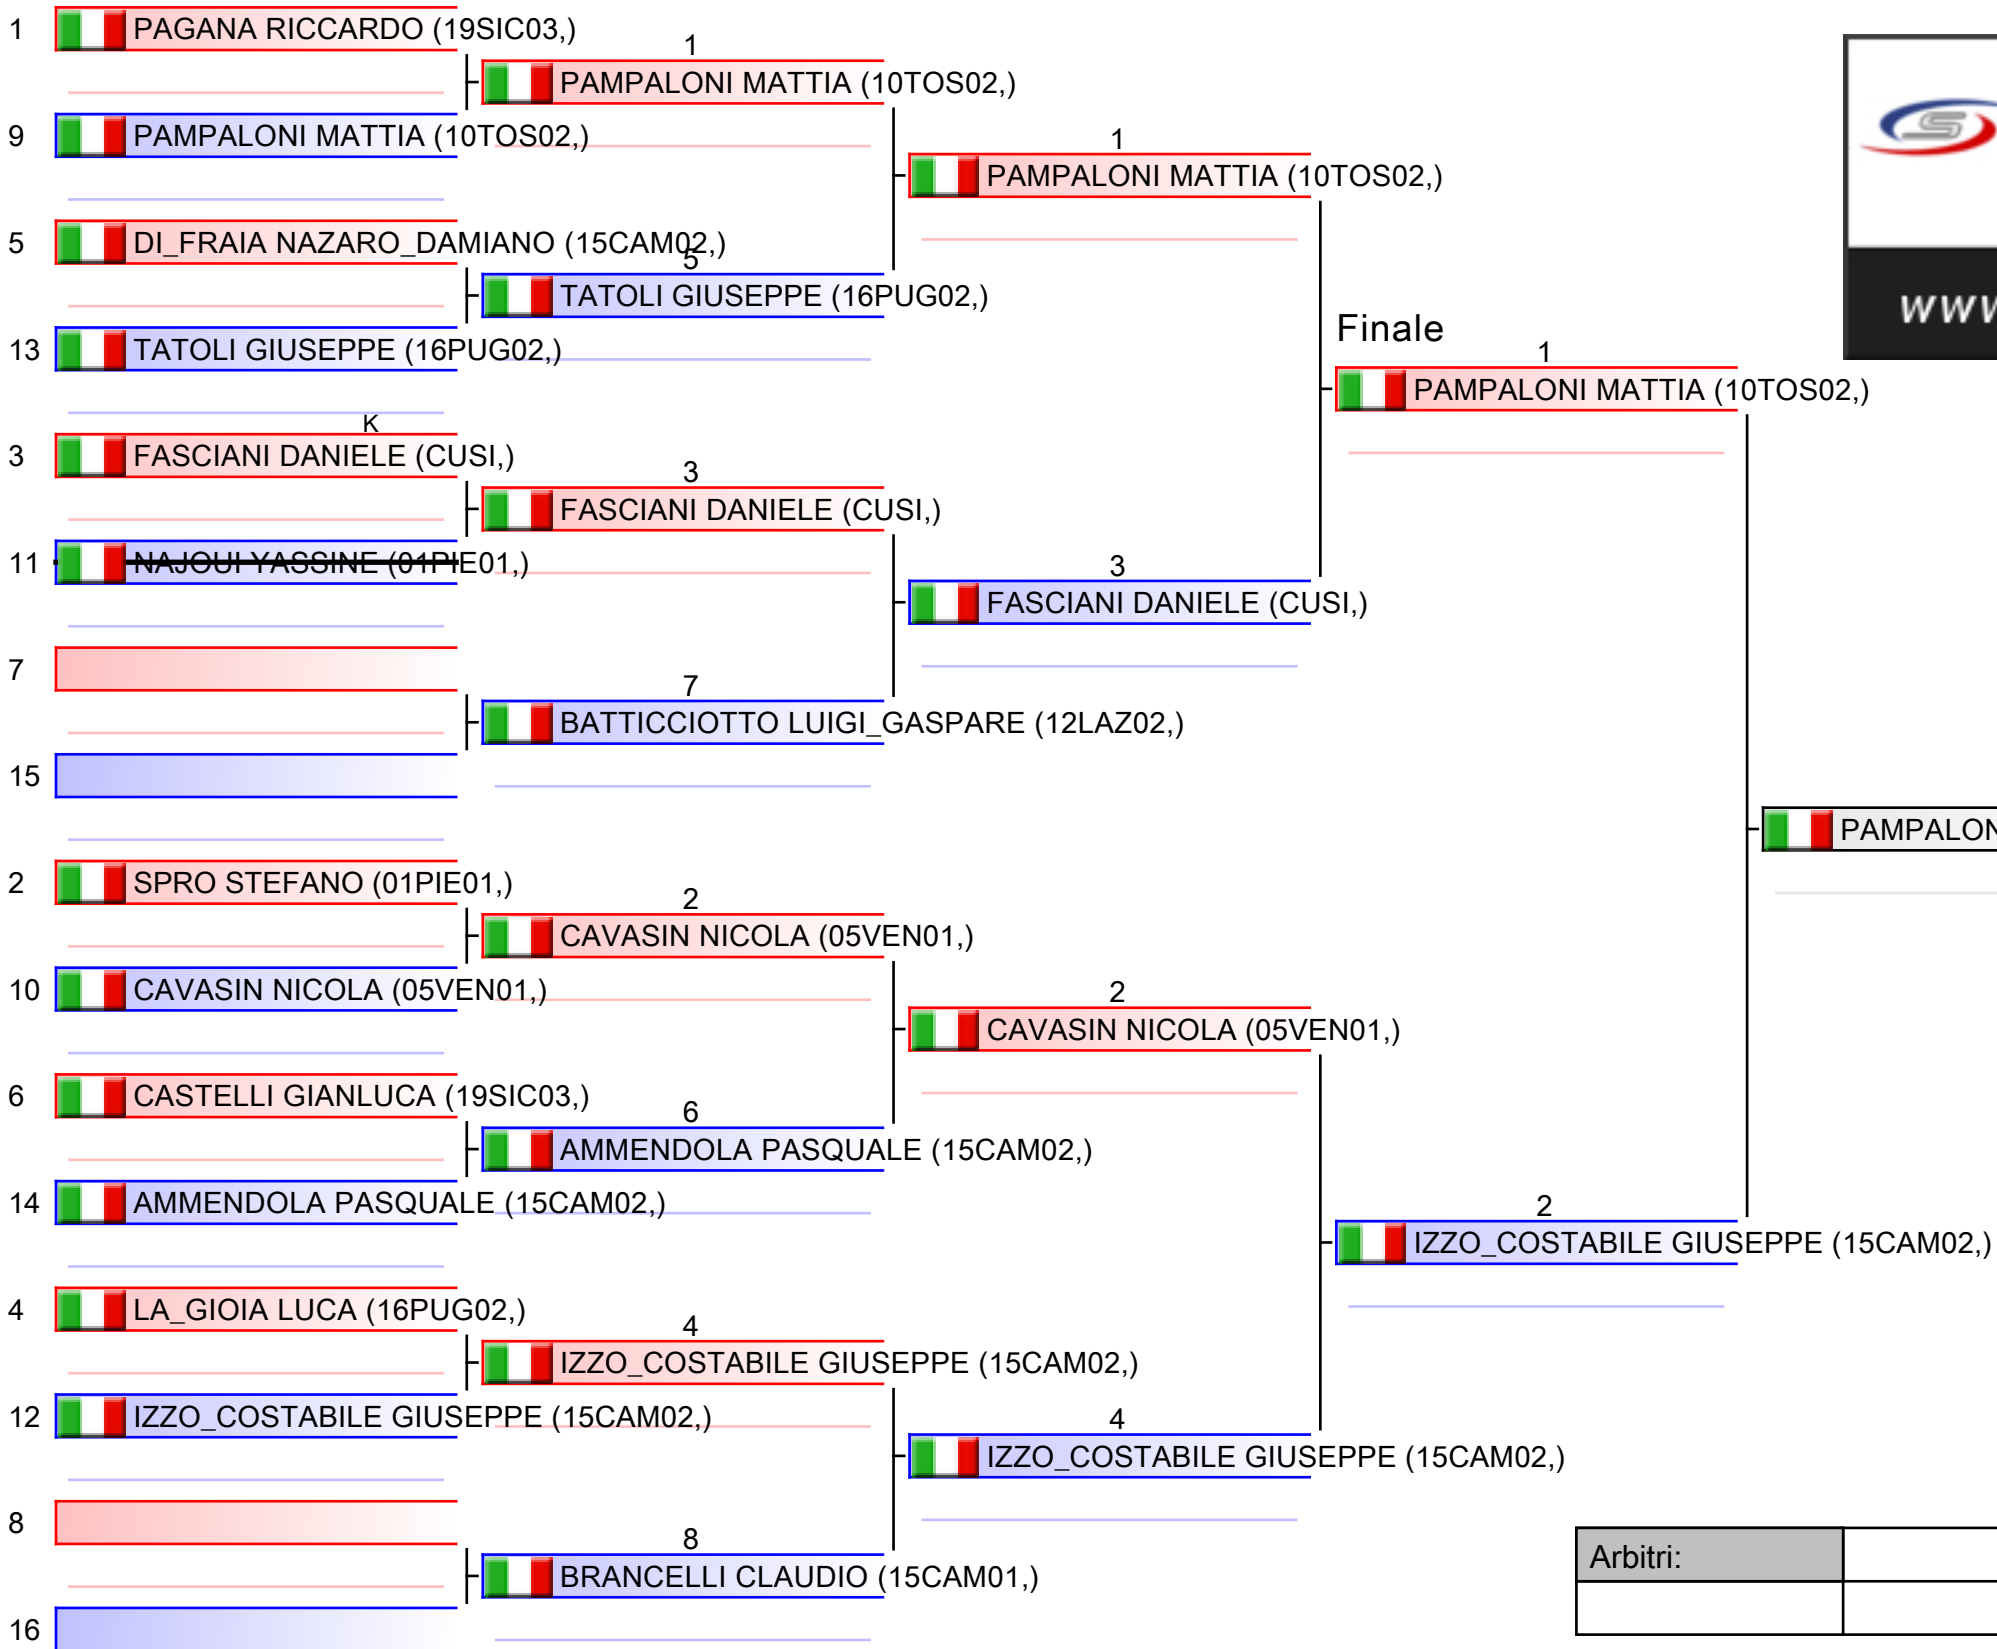 1 PAGANA RICCARDO (19SIC03,)
1
PAMPALONI MATTIA (10TOS02,)
9 PAMPALONI MATTIA (10TOS02,)
1
PAMPALONI MATTIA (10TOS02,)
5 DI_FRAIA NAZARO_DAMIANO (15CAM02,)
5
TATOLI GIUSEPPE (16PUG02,)
WWW
Finale
13 TATOLI GIUSEPPE (16PUG02,)
1
PAMPALONI MATTIA (10TOS02,)
K
3 FASCIANI DANIELE (CUSI,)
3
FASCIANI DANIELE (CUSI,)
11 NAJOUI YASSINE (01PIE01,)
3
FASCIANI DANIELE (CUSI,)
7
7
BATTICCIOTTO LUIGI_GASPARE (12LAZ02,)
15
PAMPALON
2 SPRO STEFANO (01PIE01,)
2
CAVASIN NICOLA (05VEN01,)
10 CAVASIN NICOLA (05VEN01,)
2
CAVASIN NICOLA (05VEN01,)
6 CASTELLI GIANLUCA (19SIC03,)
6
AMMENDOLA PASQUALE (15CAM02,)
14 AMMENDOLA PASQUALE (15CAM02,)
2
IZZO_COSTABILE GIUSEPPE (15CAM02,)
4 LA_GIOIA LUCA (16PUG02,)
4
IZZO_COSTABILE GIUSEPPE (15CAM02,)
12 IZZO_COSTABILE GIUSEPPE (15CAM02,)
4
IZZO_COSTABILE GIUSEPPE (15CAM02,)
8
8
BRANCELLI CLAUDIO (15CAM01,)
Arbitri:
16